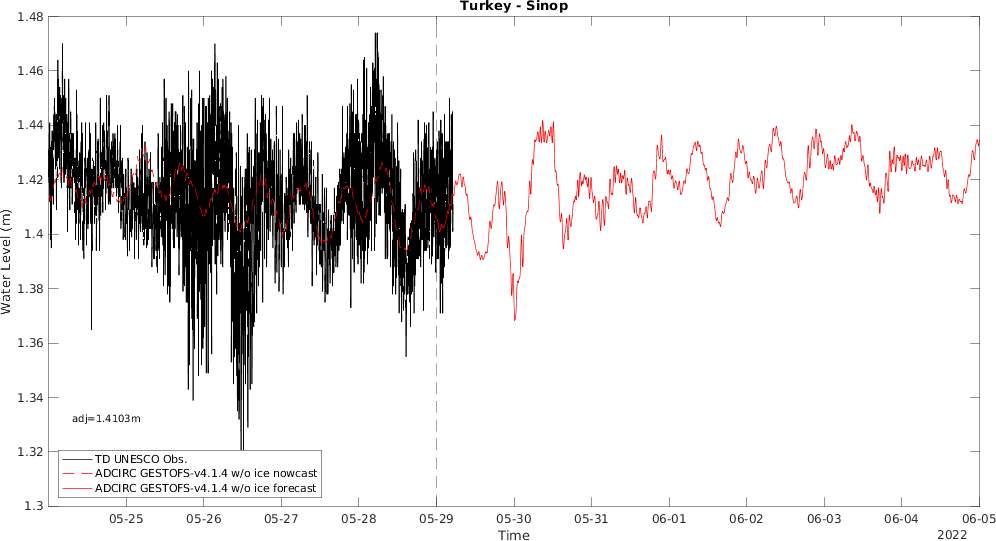 Turkey - Sinop
1.48
1.46
1.44
1.42
1.4
1.38
1.36
1.34
1.32
1.3
Water Level (m)
adj=1.4103m
TD UNESCO Obs.
ADCIRC GESTOFS-v4.1.4 w/o ice nowcast
ADCIRC GESTOFS-v4.1.4 w/o ice forecast
05-25 05-26 05-27 05-28 05-29 05-30 05-31 06-01 06-02 06-03 06-04 06-05
Time
2022